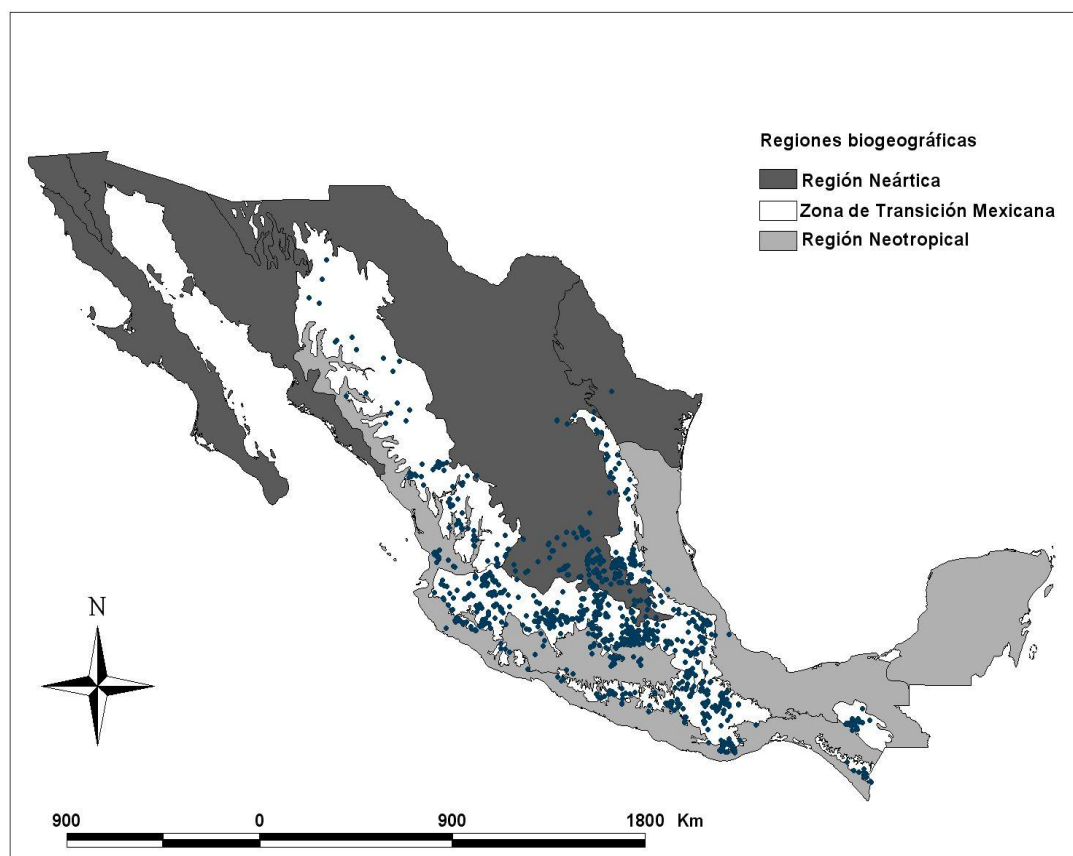 Regiones biogeográficas
Región Neártica
Zona de Transición Mexicana
Región Neotropical
N
900 0 900 1800 Km